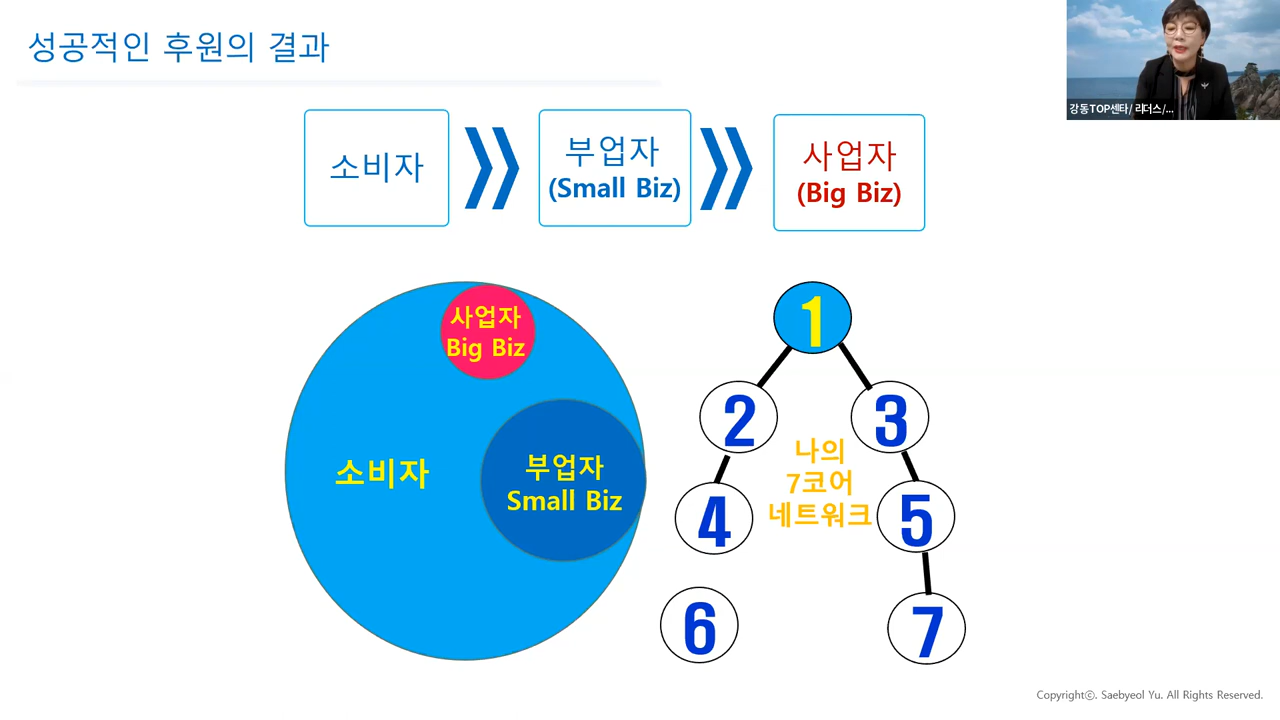 성공적인 후원의 결과
강동TOP센타/ 리더스/...
소비자
부업자
(Small Biz)
사업자
(Big Biz)
사업자
Big Biz
소비자
부업자
Small Biz
1
2
3
나의
7코어
네트워크
4
5
6
7
Copyrightⓒ. Saebyeol Yu. All Rights Reserved.